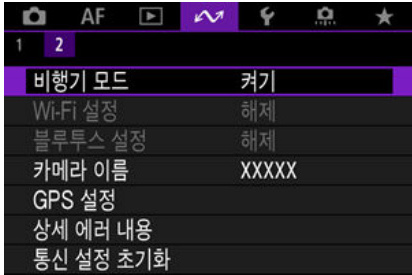 AF
1 2
비행기 모드 켜기
Wi-Fi 설정 해제
블루투스 설정 해제
카메라 이름 XXXXX
GPS 설정
상세 에러 내용
통신 설정 초기화